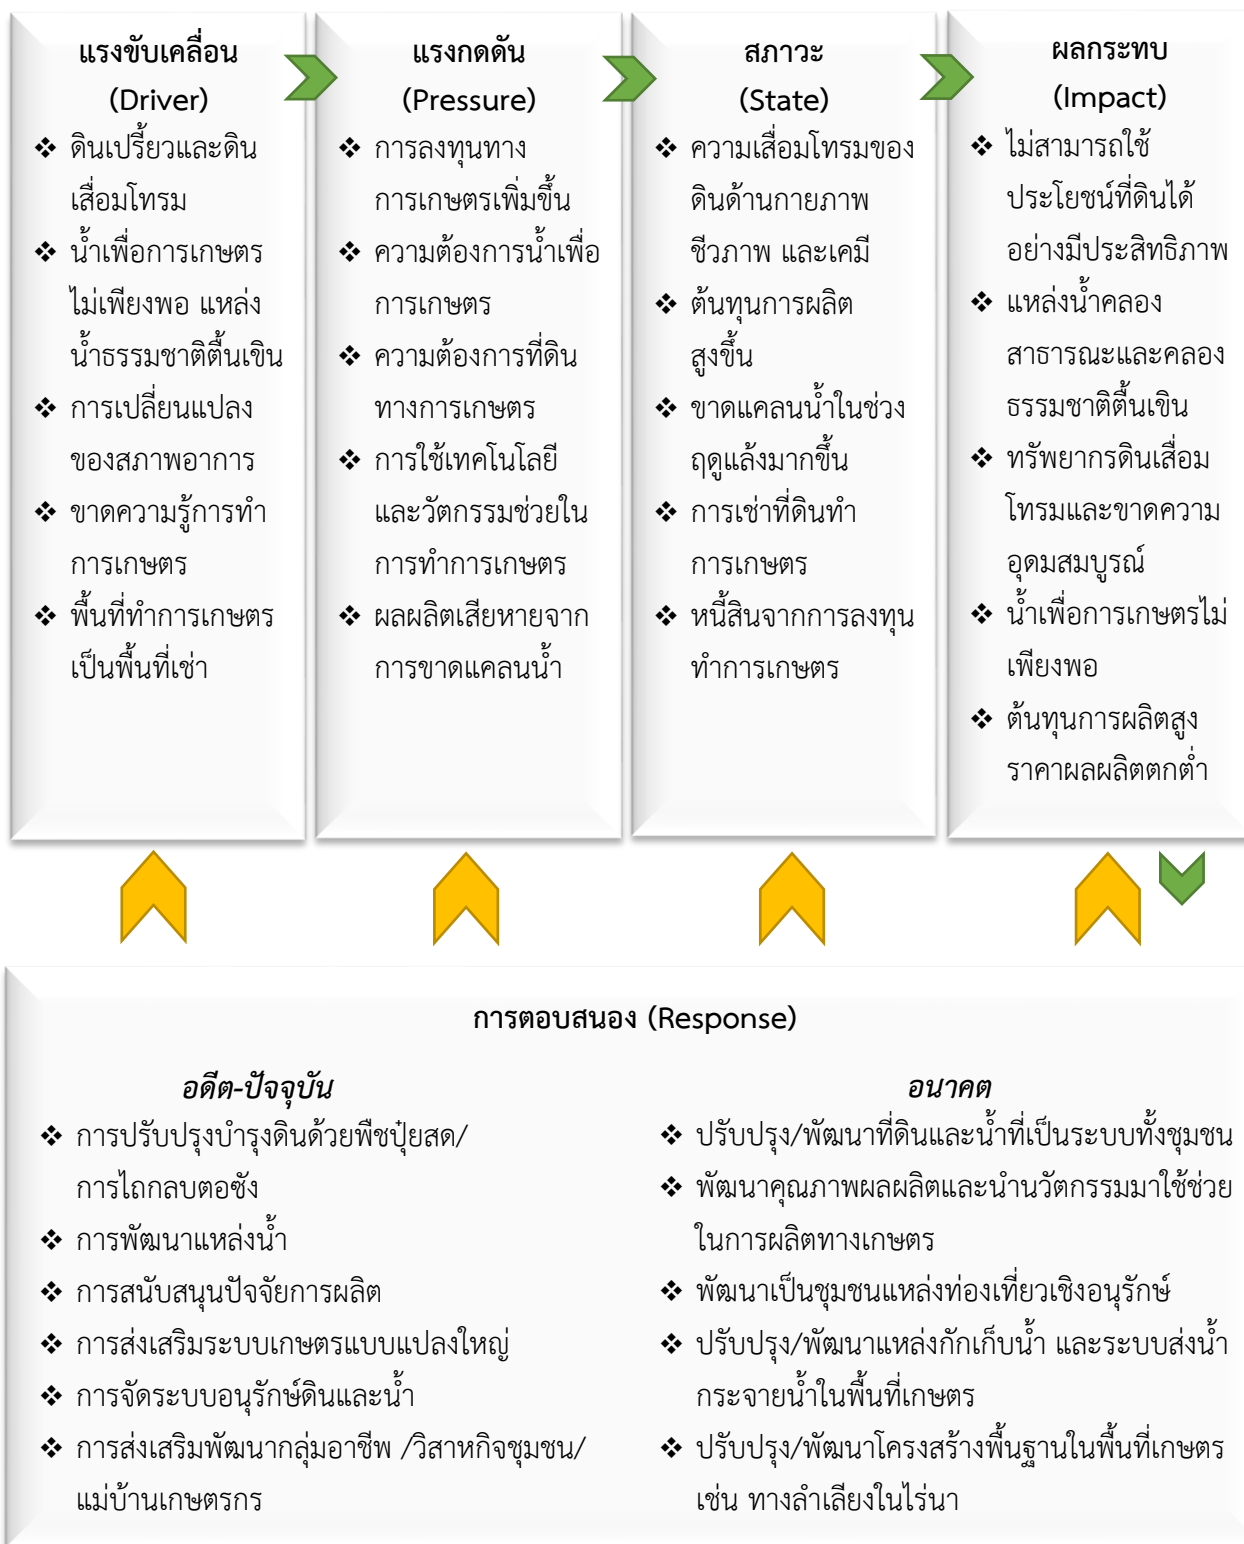 แรงขับเคลื่อน
(Driver)
❖ ดินเปรี้ยวและดิน
เสื่อมโทรม
❖ น้ำเพื่อการเกษตร
ไม่เพียงพอ แหล่ง
น้ำธรรมชาติตื้นเขิน
❖ การเปลี่ยนแปลง
ของสภาพอาการ
❖ ขาดความรู้การทำ
การเกษตร
❖ พื้นที่ทำการเกษตร
เป็นพื้นที่เช่า
แรงกดดัน
(Pressure)
❖ การลงทุนทาง
การเกษตรเพิ่มขึ้น
❖ ความต้องการน้ำเพื่อ
การเกษตร
❖ ความต้องการที่ดิน
ทางการเกษตร
❖ การใช้เทคโนโลยี
และวัตกรรมช่วยใน
การทำการเกษตร
❖ ผลผลิตเสียหายจาก
การขาดแคลนน้ำ
สภาวะ
(State)
❖ ความเสื่อมโทรมของ
ดินด้านกายภาพ
ชีวภาพ และเคมี
❖ ต้นทุนการผลิต
สูงขึ้น
❖ ขาดแคลนน้ำในช่วง
ฤดูแล้งมากขึ้น
❖ การเช่าที่ดินทำ
การเกษตร
❖ หนี้สินจากการลงทุน
ทำการเกษตร
ผลกระทบ
(Impact)
❖ ไม่สามารถใช้
ประโยชน์ที่ดินได้
อย่างมีประสิทธิภาพ
❖ แหล่งน้ำคลอง
สาธารณะและคลอง
ธรรมชาติตื้นเขิน
❖ ทรัพยากรดินเสื่อม
โทรมและขาดความ
อุดมสมบูรณ์
❖ น้ำเพื่อการเกษตรไม่
เพียงพอ
❖ ต้นทุนการผลิตสูง
ราคาผลผลิตตกต่ำ
การตอบสนอง (Response)
อดีต-ปัจจุบัน
❖ การปรับปรุงบำรุงดินด้วยพืชปุ๋ยสด/
การไถกลบตอซัง
❖ การพัฒนาแหล่งน้ำ
❖ การสนับสนุนปัจจัยการผลิต
❖ การส่งเสริมระบบเกษตรแบบแปลงใหญ่
❖ การจัดระบบอนุรักษ์ดินและน้ำ
❖ การส่งเสริมพัฒนากลุ่มอาชีพ /วิสาหกิจชุมชน/
แม่บ้านเกษตรกร
อนาคต
❖ ปรับปรุง/พัฒนาที่ดินและน้ำที่เป็นระบบทั้งชุมชน
❖ พัฒนาคุณภาพผลผลิตและนำนวัตกรรมมาใช้ช่วย
ในการผลิตทางเกษตร
❖ พัฒนาเป็นชุมชนแหล่งท่องเที่ยวเชิงอนุรักษ์
❖ ปรับปรุง/พัฒนาแหล่งกักเก็บน้ำ และระบบส่งน้ำ
กระจายน้ำในพื้นที่เกษตร
❖ ปรับปรุง/พัฒนาโครงสร้างพื้นฐานในพื้นที่เกษตร
เช่น ทางลำเลียงในไร่นา